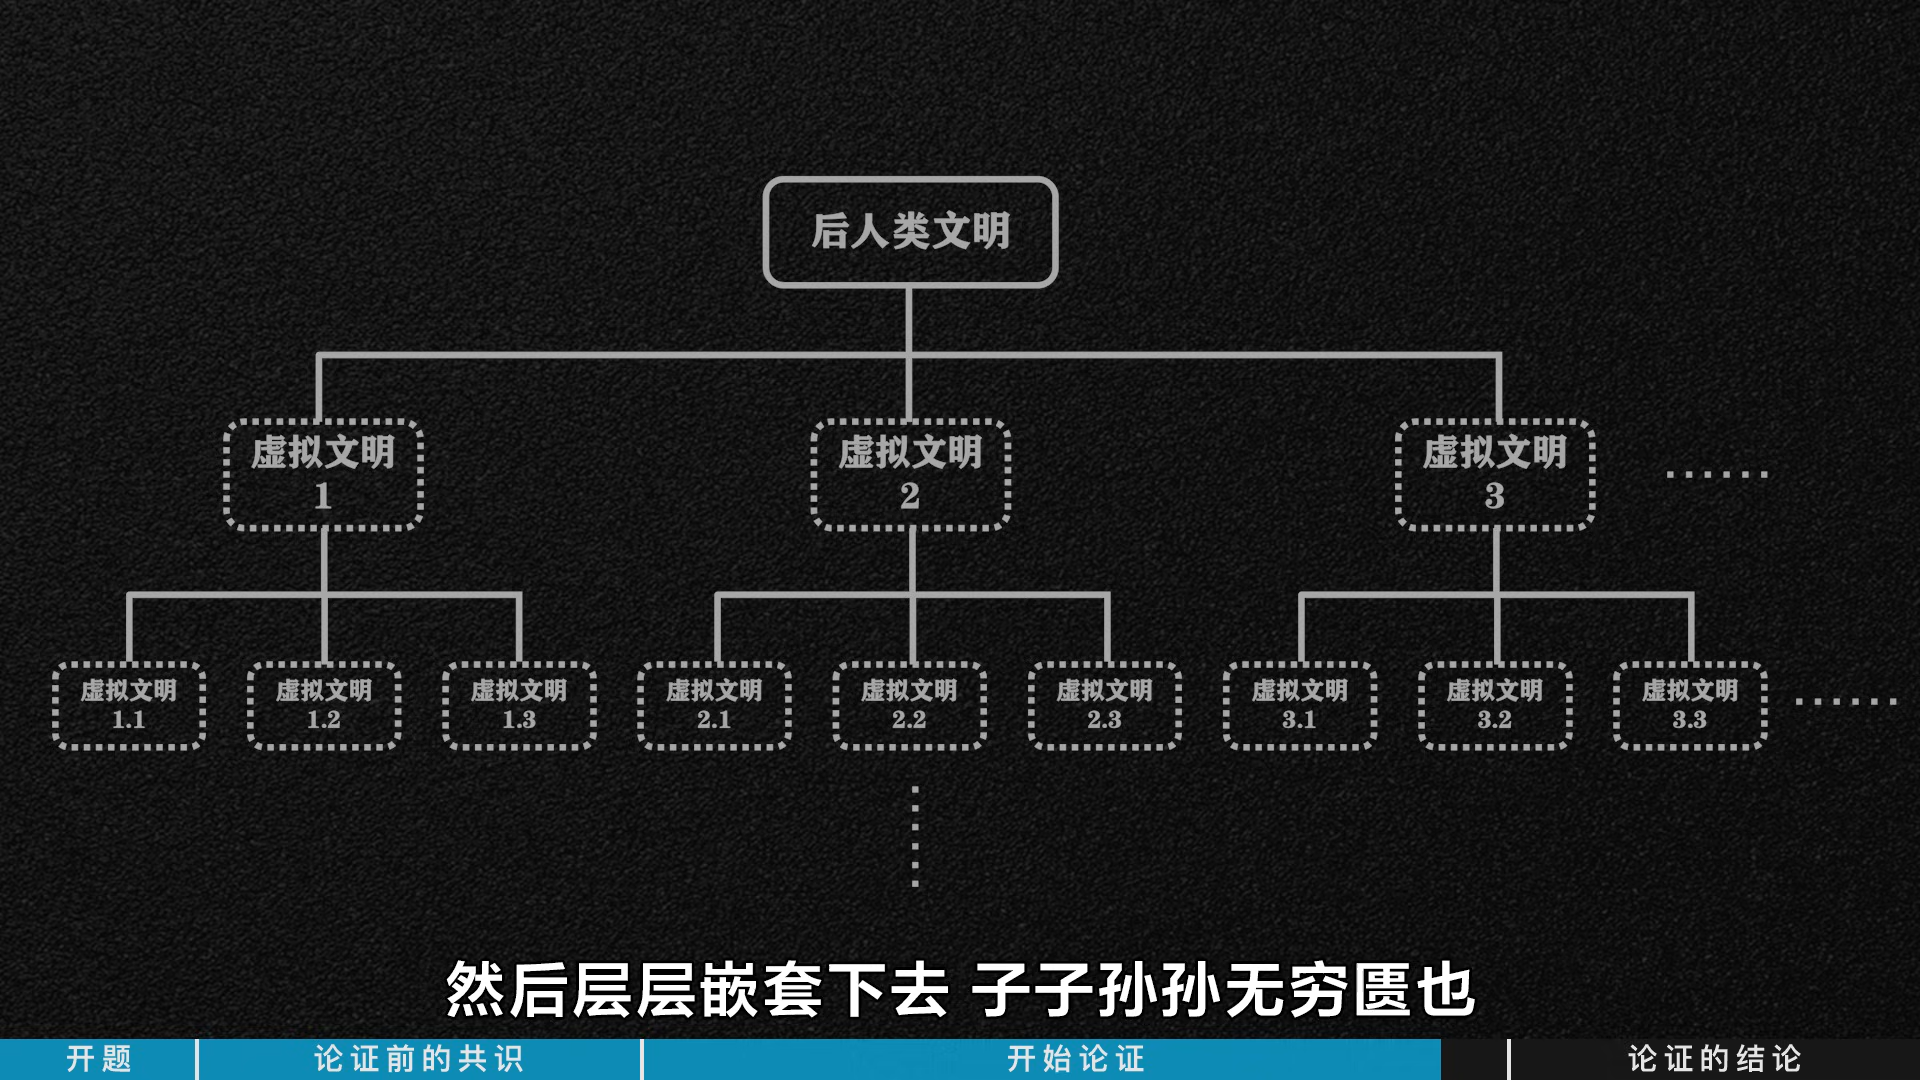 后人类文明
虚拟文明
1
虚拟文明
2
虚拟文明
3
······
虚拟文明
1.1
虚拟文明
1.2
虚拟文明
1.3
虚拟文明
2.1
虚拟文明
2.2
虚拟文明
2.3
虚拟文明
3.1
虚拟文明
3.2
虚拟文明
3.3
······
然后层层嵌套下去 子子孙孙无穷匮也
开题
论证前的共识
开始论证
论证的结论